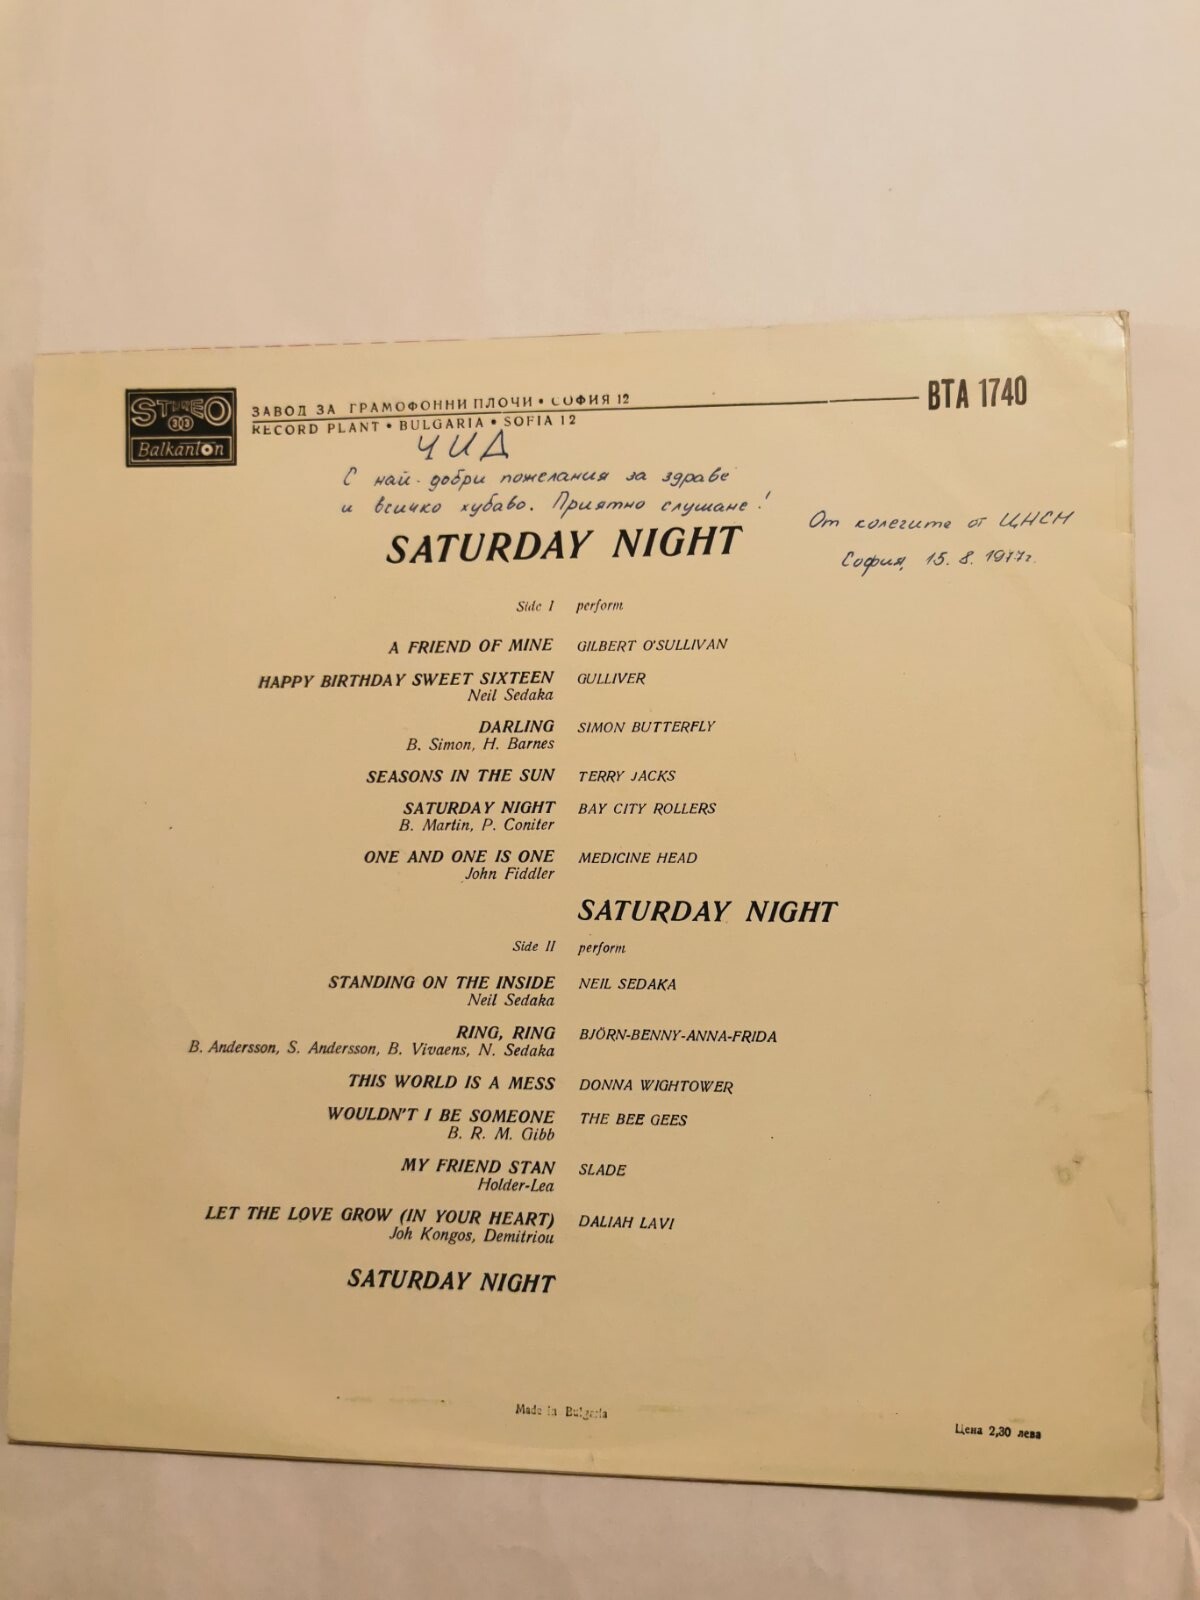 STEREO
33
Balkanton
ЗАВОД ЗА ГРАМОФОННИ ПЛОЧИ • СОФИЯ 12
RECORD PLANT • BULGARIA • SOFIA 12
ВТА 1740
ЧИД
С най-добри пожелания за здраве
и всичко хубаво. Приятно слушане!
От колегите от ЦНСН
София, 15.8.1977г.
SATURDAY NIGHT
Side I perform
A FRIEND OF MINE GILBERT O'SULLIVAN
HAPPY BIRTHDAY SWEET SIXTEEN GULLIVER
Neil Sedaka
DARLING SIMON BUTTERFLY
B. Simon, H. Barnes
SEASONS IN THE SUN TERRY JACKS
SATURDAY NIGHT BAY CITY ROLLERS
B. Martin, P. Coniter
ONE AND ONE IS ONE MEDICINE HEAD
John Fiddler
SATURDAY NIGHT
Side II perform
STANDING ON THE INSIDE NEIL SEDAKA
Neil Sedaka
RING, RING BJÖRN-BENNY-ANNA-FRIDA
B. Andersson, S. Andersson, B. Vivaens, N. Sedaka
THIS WORLD IS A MESS DONNA WIGHTOWER
WOULDN'T I BE SOMEONE THE BEE GEES
B. R. M. Gibb
MY FRIEND STAN SLADE
Holder-Lea
LET THE LOVE GROW (IN YOUR HEART) DALIAH LAVI
Joh Kongos, Demitriou
SATURDAY NIGHT
Made in Bulgaria
Цена 2,30 лева